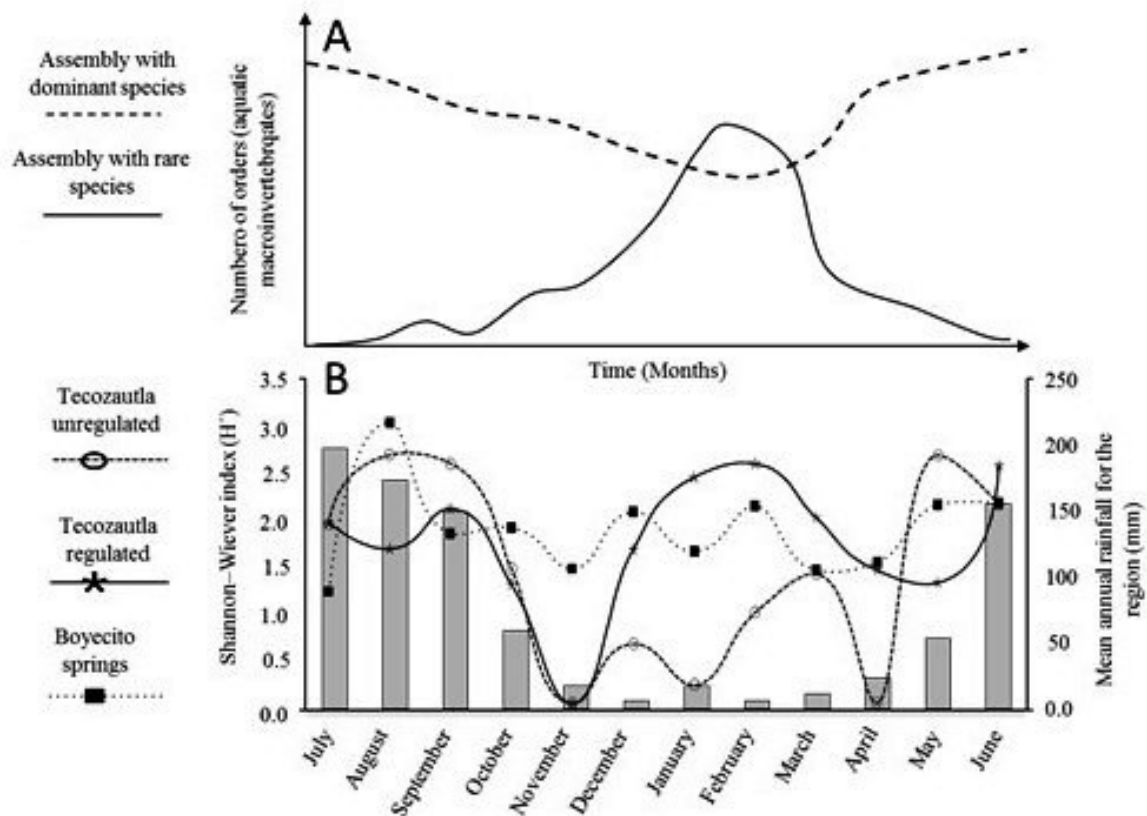 A
Assembly with
dominant species
Assembly with rare
species
Numbero of orders (aquatic
macroinvertebrqates)
Time (Months)
B
Tecozautla
unregulated
Tecozautla
regulated
Boyecito
springs
Shannon–Wiever index (H´)
3.5
3.0
2.5
2.0
1.5
1.0
0.5
0.0
250
200
150
100
50
0.0
Mean annual rainfall for the
region (mm)
July
August
September
October
November
December
January
February
March
April
May
June